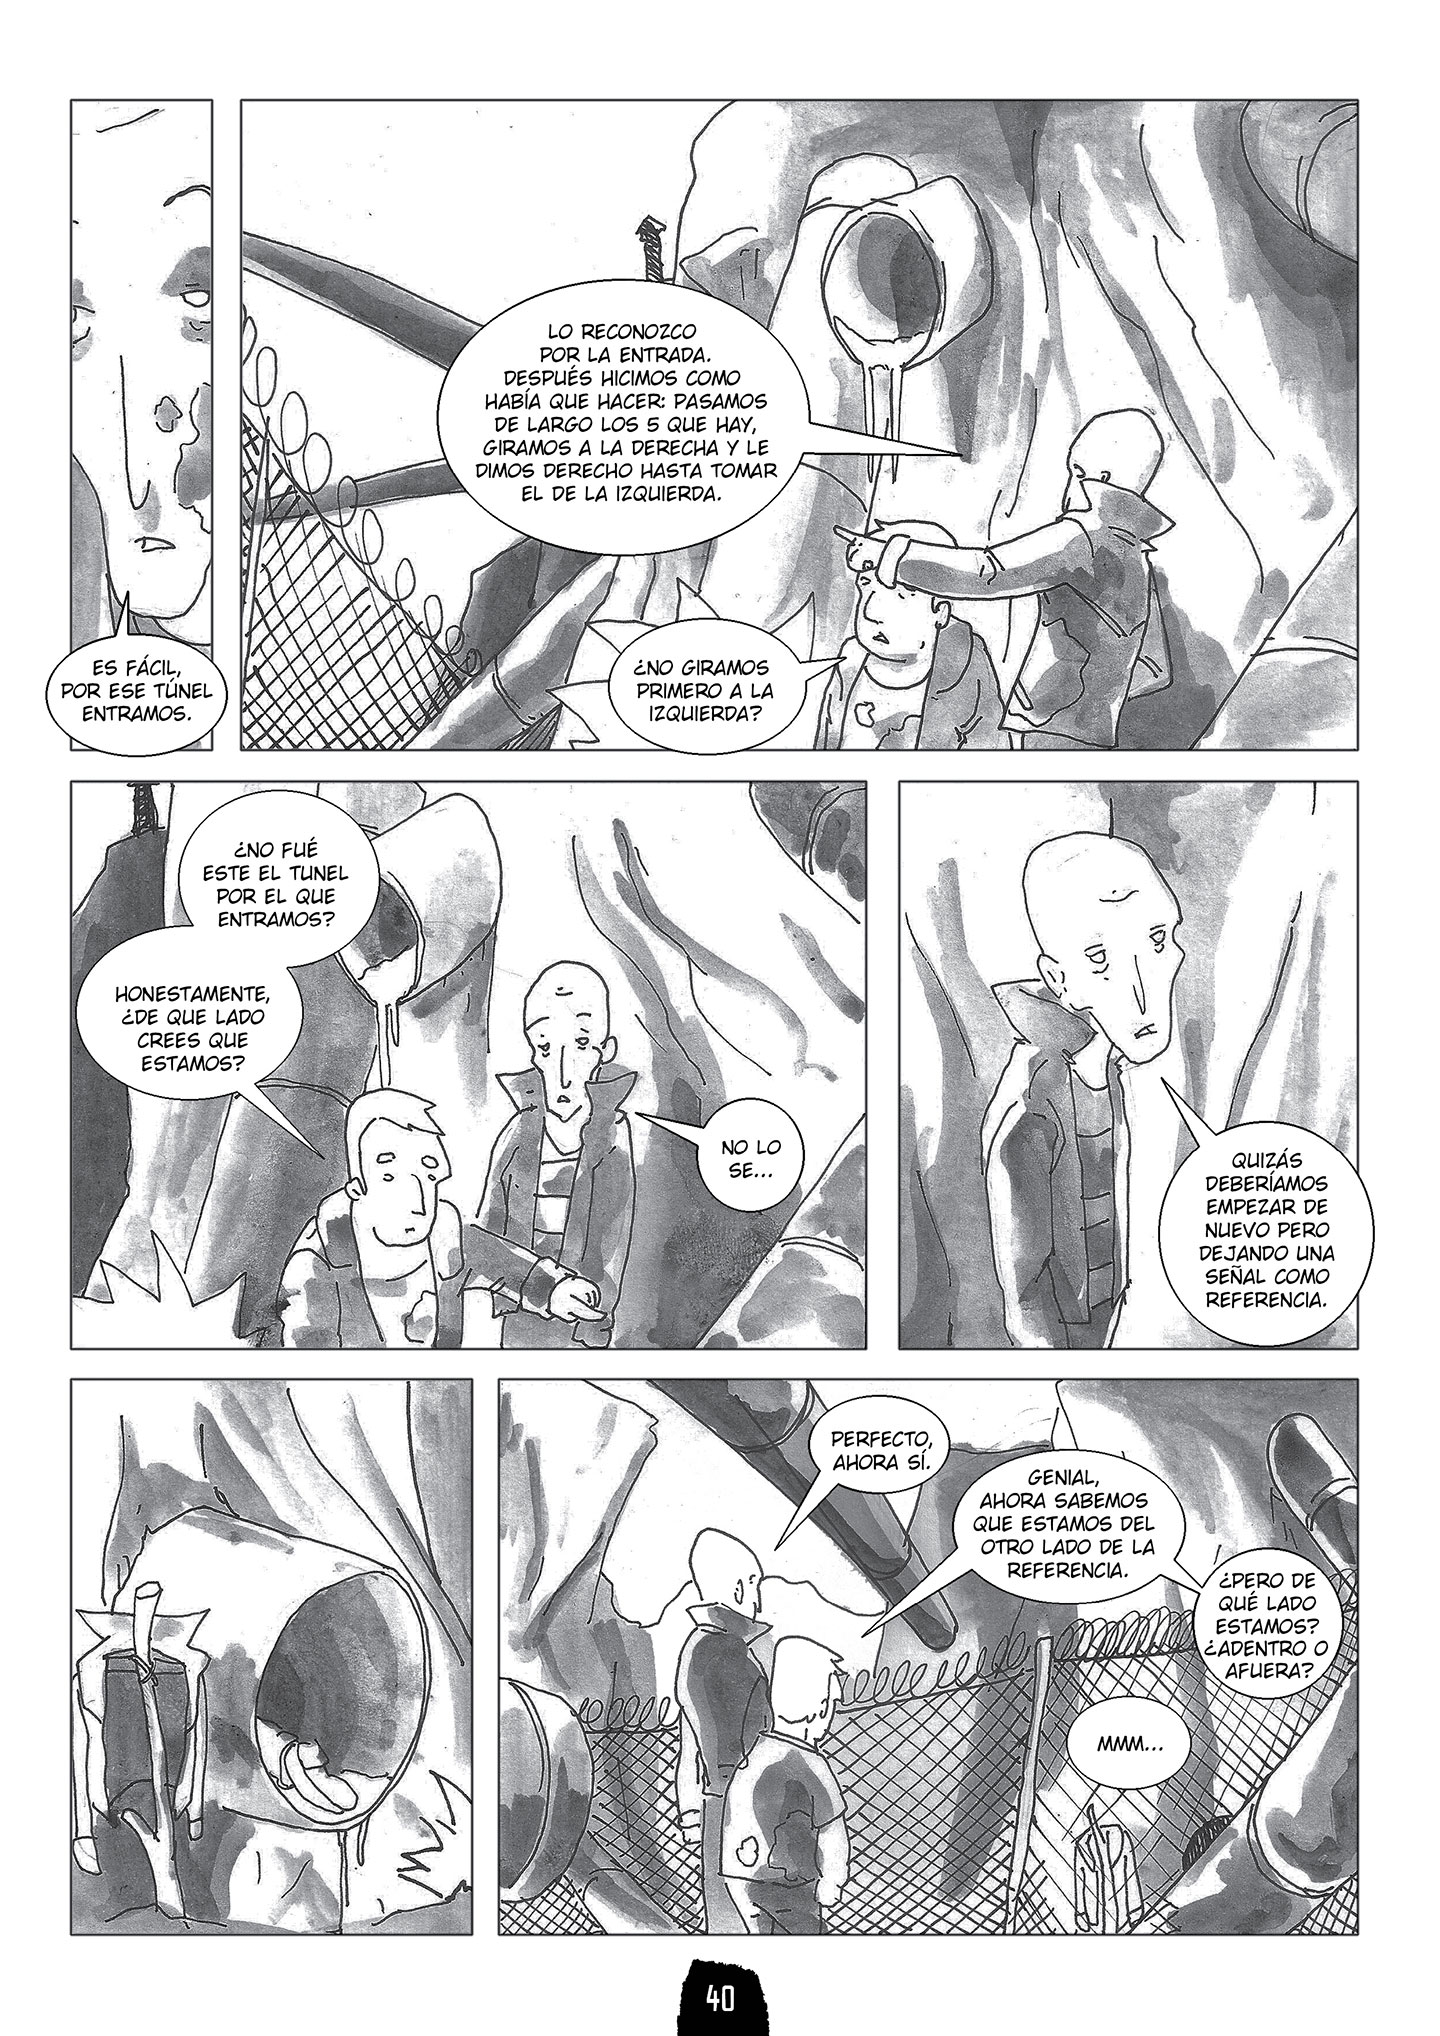 ES FÁCIL,
POR ESE TÚNEL
ENTRAMOS.
LO RECONOZCO
POR LA ENTRADA.
DESPUÉS HICIMOS COMO
HABÍA QUE HACER: PASAMOS
DE LARGO LOS 5 QUE HAY,
GIRAMOS A LA DERECHA Y LE
DIMOS DERECHO HASTA TOMAR
EL DE LA IZQUIERDA.
¿NO GIRAMOS
PRIMERO A LA
IZQUIERDA?
¿NO FUÉ
ESTE EL TUNEL
POR EL QUE
ENTRAMOS?
HONESTAMENTE,
¿DE QUE LADO
CREES QUE
ESTAMOS?
NO LO
SE...
QUIZÁS
DEBERÍAMOS
EMPEZAR DE
NUEVO PERO
DEJANDO UNA
SEÑAL COMO
REFERENCIA.
PERFECTO,
AHORA SÍ.
GENIAL,
AHORA SABEMOS
QUE ESTAMOS DEL
OTRO LADO DE LA
REFERENCIA.
¿PERO DE
QUÉ LADO
ESTAMOS?
¿ADENTRO O
AFUERA?
MMM...
40